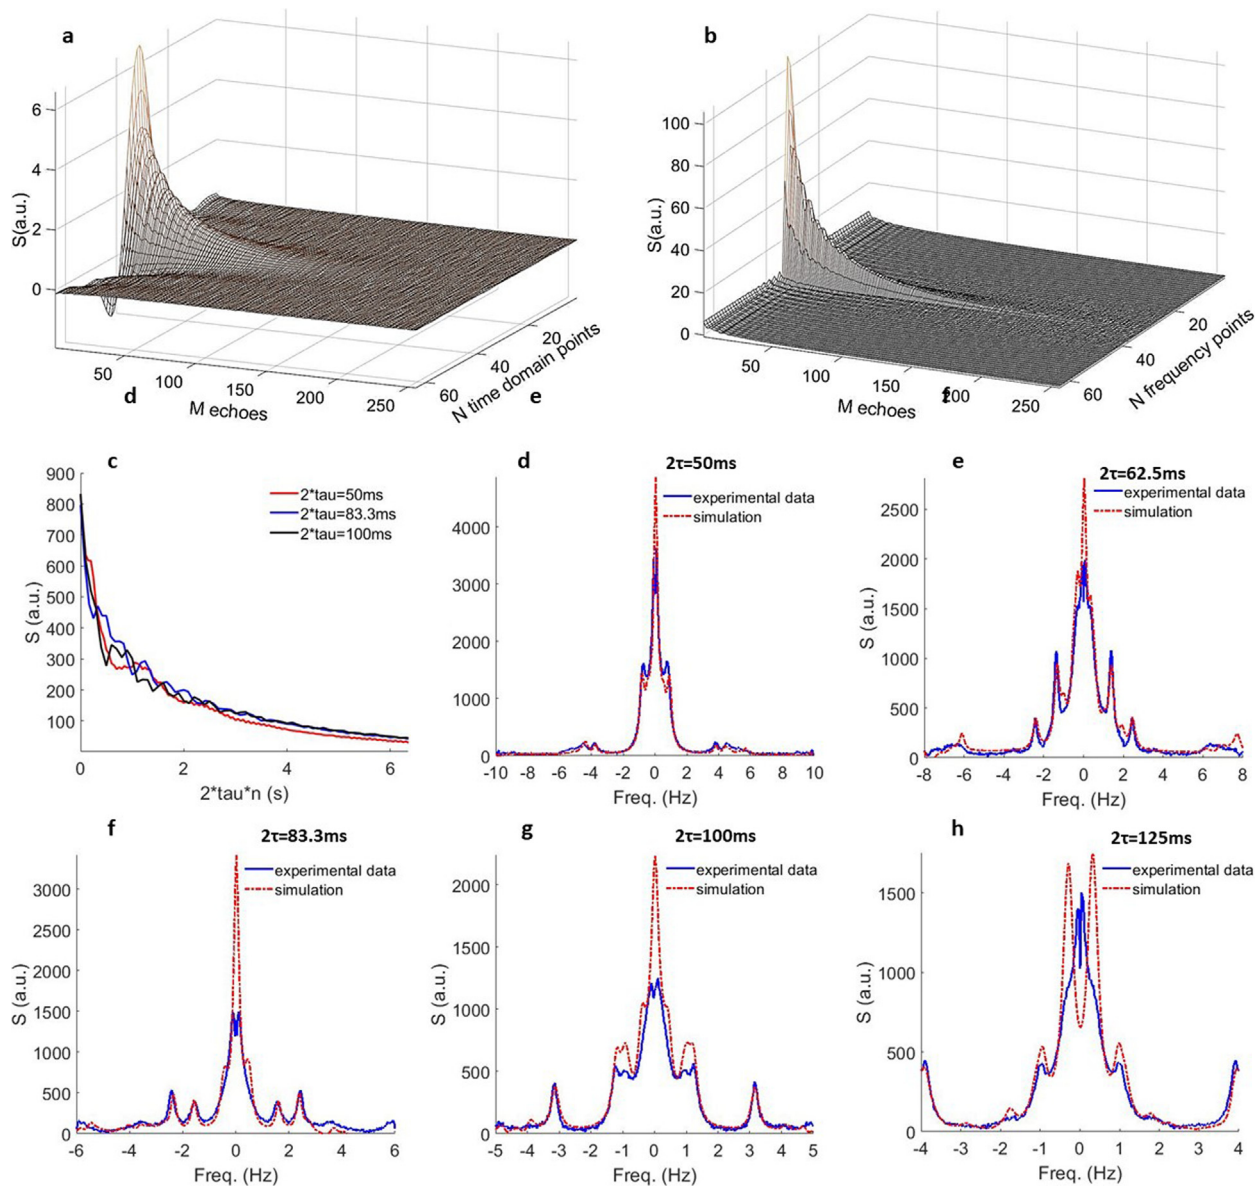 a
6
4
2
0
S(a.u.)
50
100
150
200
250
M echoes
60
40
20
N time domain points
d
e
b
100
80
60
40
20
0
S(a.u.)
50
100
150
200
250
M echoes
60
40
20
N frequency points
f
c
900
800
700
600
500
400
300
200
100
S (a.u.)
0
2
4
6
2*tau*n (s)
2*tau=50ms
2*tau=83.3ms
2*tau=100ms
d
2τ=50ms
experimental data
simulation
4000
3000
2000
1000
0
S (a.u.)
-10 -8 -6 -4 -2 0 2 4 6 8 10
Freq. (Hz)
e
2τ=62.5ms
experimental data
simulation
2500
2000
1500
1000
500
0
S (a.u.)
-8 -6 -4 -2 0 2 4 6 8
Freq. (Hz)
f
2τ=83.3ms
experimental data
simulation
3000
2500
2000
1500
1000
500
0
S (a.u.)
-6 -4 -2 0 2 4 6
Freq. (Hz)
g
2τ=100ms
experimental data
simulation
2000
1500
1000
500
0
S (a.u.)
-5 -4 -3 -2 -1 0 1 2 3 4 5
Freq. (Hz)
h
2τ=125ms
experimental data
simulation
1500
1000
500
0
S (a.u.)
-4 -3 -2 -1 0 1 2 3 4
Freq. (Hz)